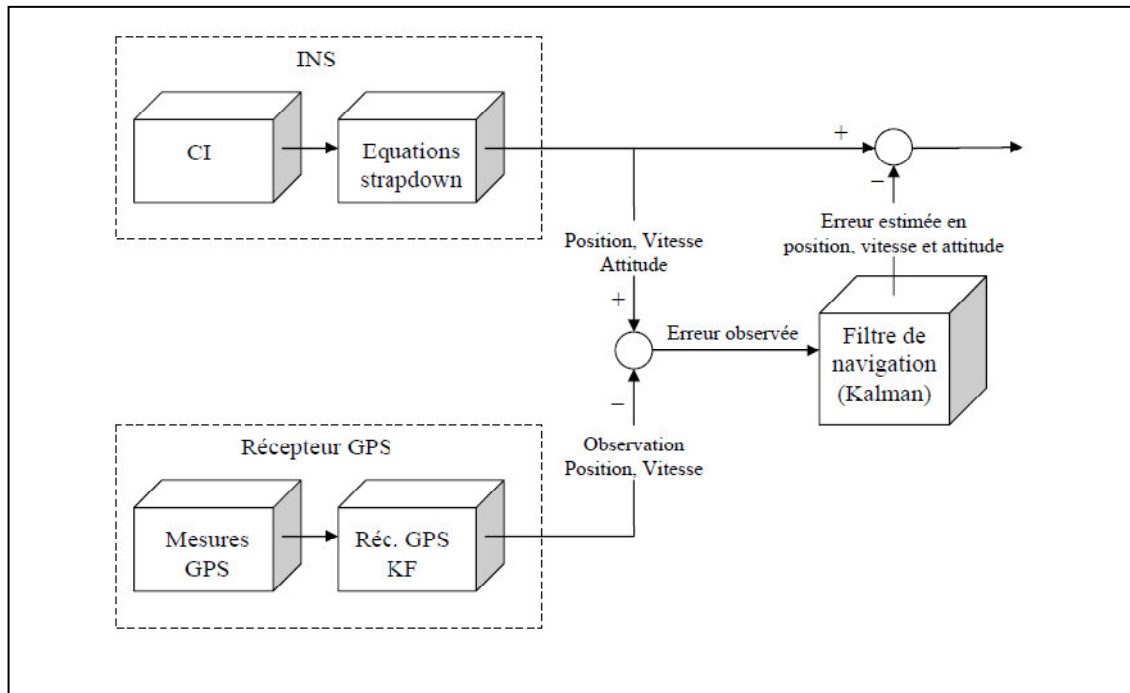 INS
CI
Equations
strapdown
+
−
Erreur estimée en
position, vitesse et attitude
Position, Vitesse
Attitude
+
Erreur observée
Filtre de
navigation
(Kalman)
−
Observation
Position, Vitesse
Récepteur GPS
Mesures
GPS
Réc. GPS
KF